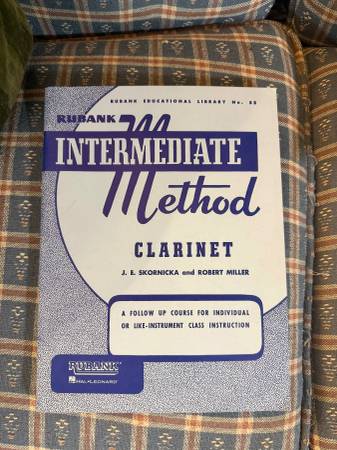 RUBANK EDUCATIONAL LIBRARY No. 52
RUBANK
INTERMEDIATE
Method
CLARINET
J. E. SKORNICKA and ROBERT MILLER
A FOLLOW UP COURSE FOR INDIVIDUAL
OR LIKE-INSTRUMENT CLASS INSTRUCTION
RUBANK
HAL•LEONARD